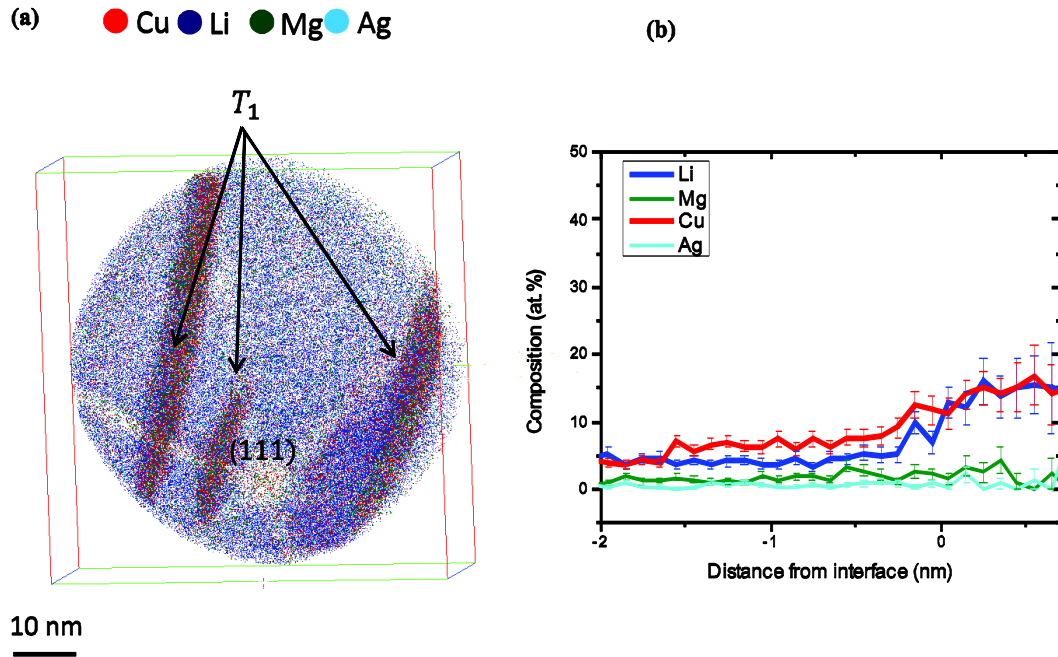 (a)
Cu Li Mg Ag
T₁
(111)
10 nm
(b)
Composition (at. %)
50
40
30
20
10
0
Li
Mg
Cu
Ag
-2 -1 0
Distance from interface (nm)